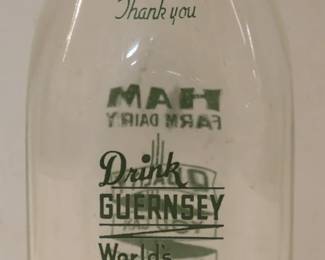 Thank you
HAM
FARM DAIRY
Drink
GUERNSEY
World's